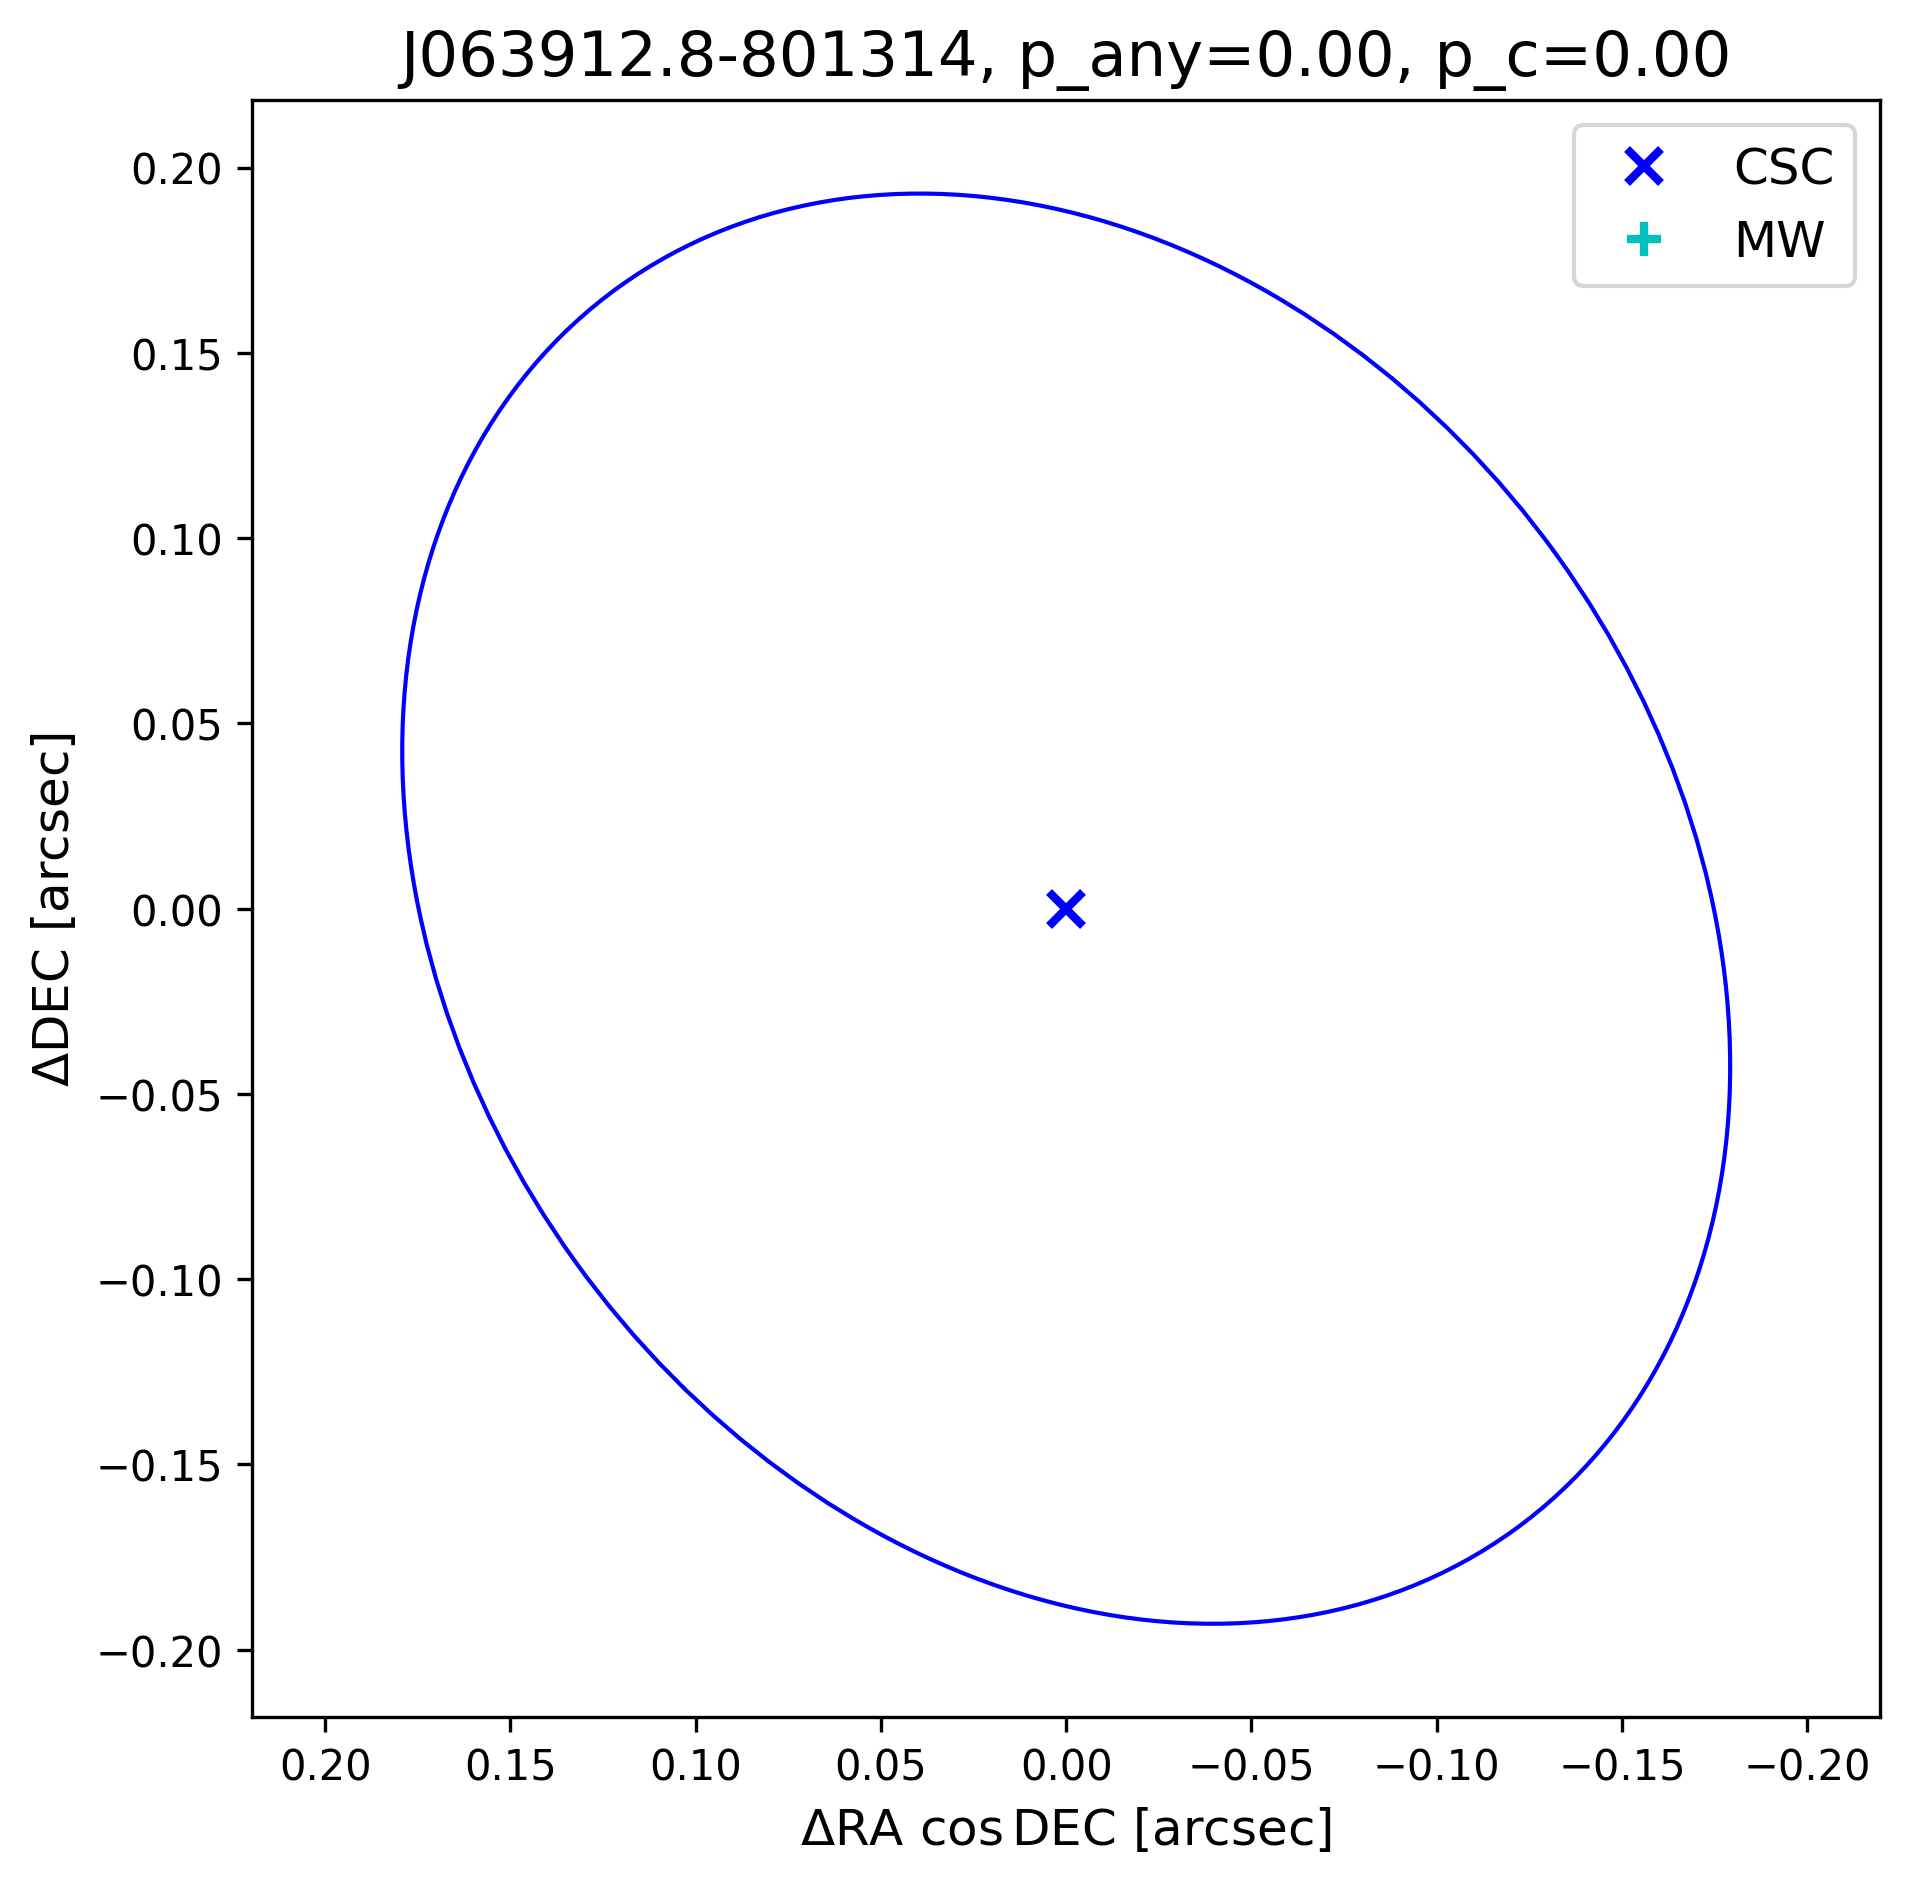 J063912.8-801314, p_any=0.00, p_c=0.00
CSC
MW
0.20
0.15
0.10
0.05
0.00
−0.05
−0.10
−0.15
−0.20
ΔDEC [arcsec]
0.20 0.15 0.10 0.05 0.00 −0.05 −0.10 −0.15 −0.20
ΔRA cos DEC [arcsec]